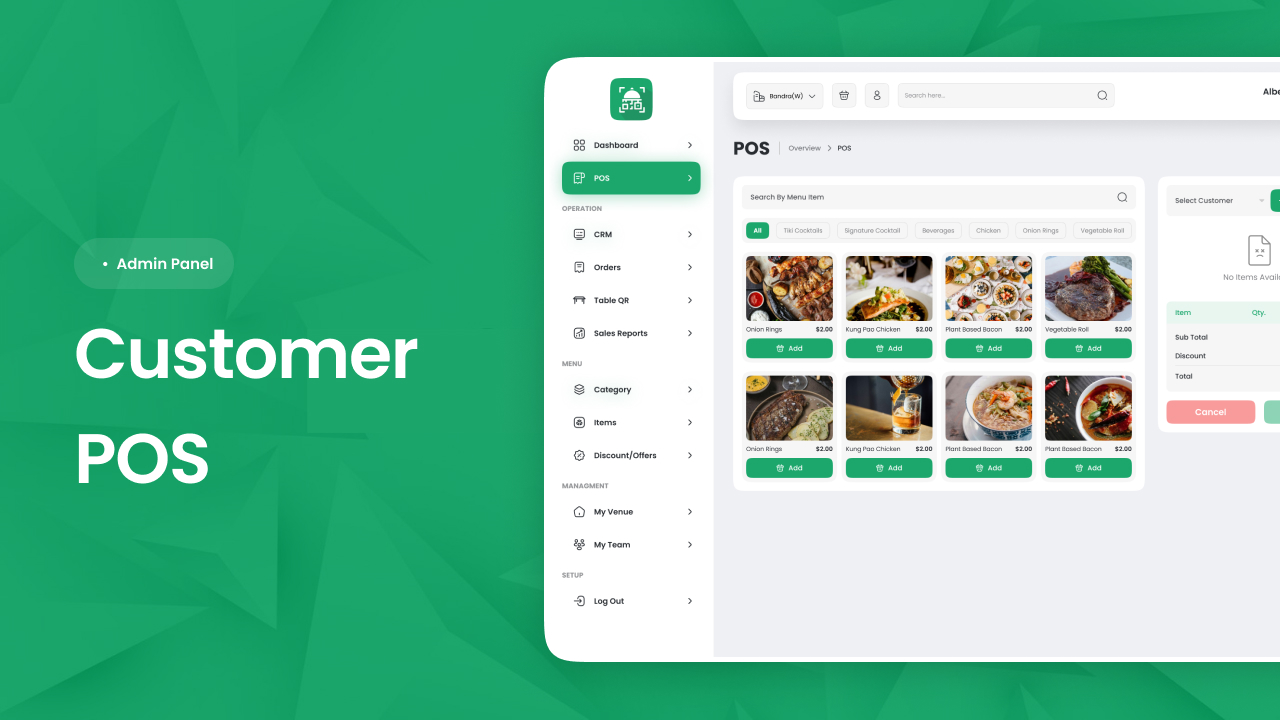 • Admin Panel
Customer
POS
Dashboard
POS
OPERATION
CRM
Orders
Table QR
Sales Reports
MENU
Category
Items
Discount/Offers
MANAGMENT
My Venue
My Team
SETUP
Log Out
Bandra(W)
Search here...
Albe
POS
Overview > POS
Search By Menu Item
All Tiki Cocktails Signature Cocktail Beverages Chicken Onion Rings Vegetable Roll
Onion Rings $2.00 Kung Pao Chicken $2.00 Plant Based Bacon $2.00 Vegetable Roll $2.00
Add Add Add Add
Onion Rings $2.00 Kung Pao Chicken $2.00 Plant Based Bacon $2.00 Plant Based Bacon $2.00
Add Add Add Add
Select Customer
No Items Availa
Item Qty.
Sub Total
Discount
Total
Cancel